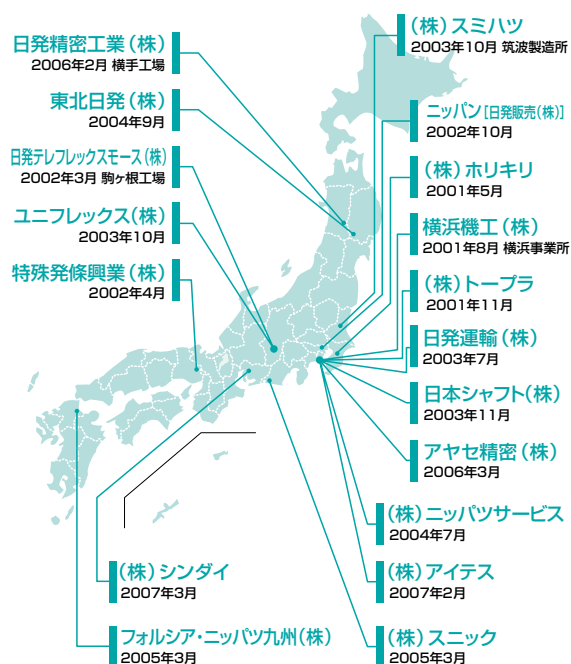 日発精密工業(株)
2006年2月 横手工場
東北日発(株)
2004年9月
日発テレフレックスモース(株)
2002年3月 駒ヶ根工場
ユニフレックス(株)
2003年10月
特殊発條興業(株)
2002年4月
(株)スミハツ
2003年10月 筑波製造所
ニッパン[日発販売(株)]
2002年10月
(株)ホリキリ
2001年5月
横浜機工(株)
2001年8月 横浜事業所
(株)トープラ
2001年11月
日発運輸(株)
2003年7月
日本シャフト(株)
2003年11月
アヤセ精密(株)
2006年3月
(株)ニッパツサービス
2004年7月
(株)シンダイ
2007年3月
(株)アイテス
2007年2月
フォルシア・ニッパツ九州(株)
2005年3月
(株)スニック
2005年3月